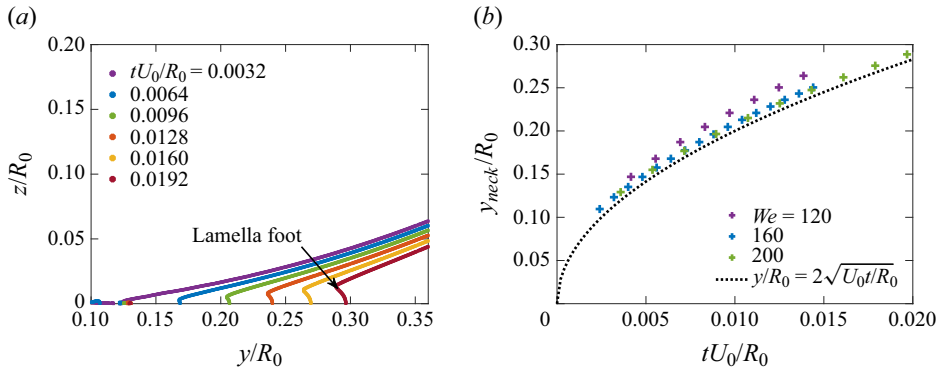 (a)
0.20
0.15
0.10
0.05
0
z/R0
tU0/R0 = 0.0032
0.0064
0.0096
0.0128
0.0160
0.0192
Lamella foot
0.10 0.15 0.20 0.25 0.30 0.35
y/R0
(b)
0.30
0.25
0.20
0.15
0.10
0.05
0
yneck/R0
We = 120
160
200
y/R0 = 2√U0t/R0
0 0.005 0.010 0.015 0.020
tU0/R0